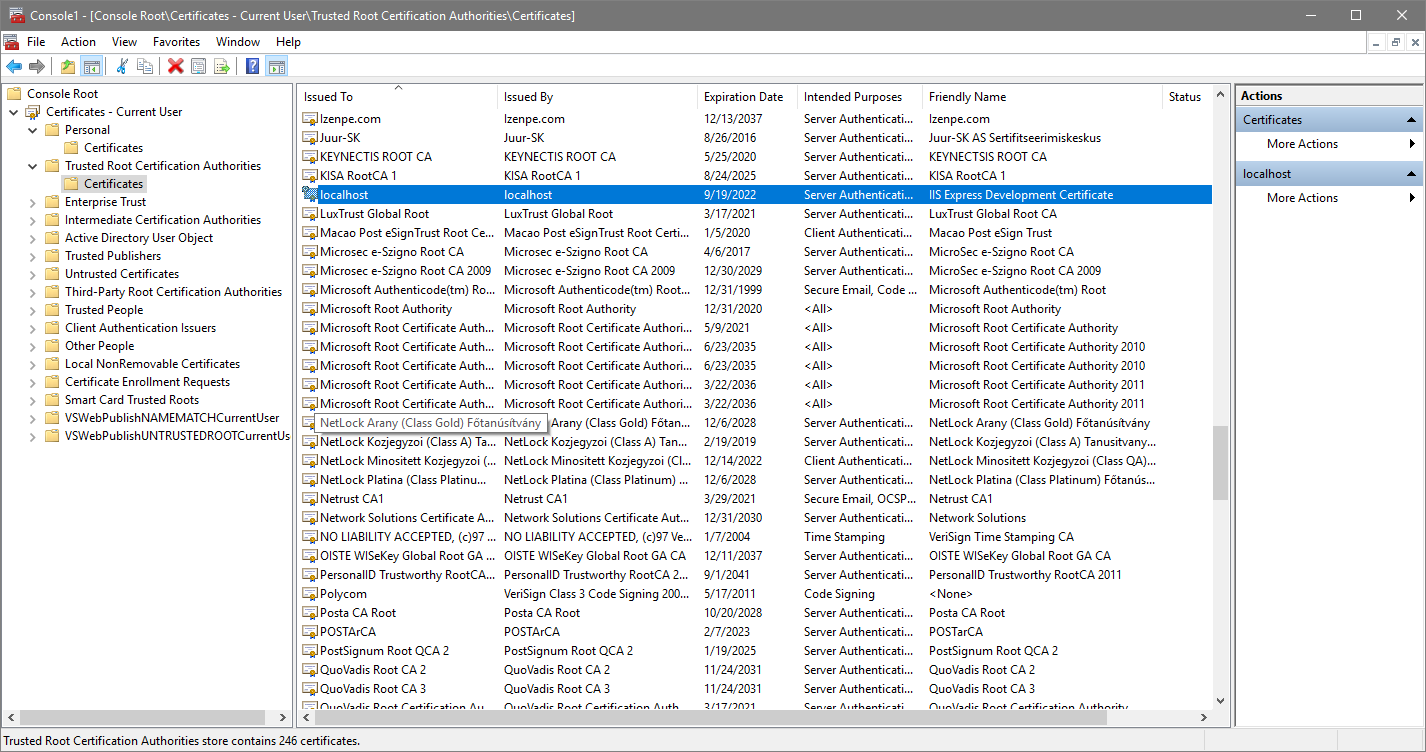 Console1 - [Console Root\Certificates - Current User\Trusted Root Certification Authorities\Certificates]
File Action View Favorites Window Help
Console Root
Certificates - Current User
Personal
Certificates
Trusted Root Certification Authorities
Certificates
Enterprise Trust
Intermediate Certification Authorities
Active Directory User Object
Trusted Publishers
Untrusted Certificates
Third-Party Root Certification Authorities
Trusted People
Client Authentication Issuers
Other People
Local NonRemovable Certificates
Certificate Enrollment Requests
Smart Card Trusted Roots
VSWebPublishNAMEMATCHCurrentUser
VSWebPublishUNTRUSTEDROOTCurrentUs
Issued To Issued By Expiration Date Intended Purposes Friendly Name Status
Izenpe.com Izenpe.com 12/13/2037 Server Authenticati... Izenpe.com
Juur-SK Juur-SK 8/26/2016 Server Authenticati... Juur-SK AS Sertifitseerimiskeskus
KEYNECTIS ROOT CA KEYNECTIS ROOT CA 5/25/2020 Server Authenticati... KEYNECTIS ROOT CA
KISA RootCA 1 KISA RootCA 1 8/24/2025 Server Authenticati... KISA RootCA 1
localhost localhost 9/19/2022 Server Authenticati... IIS Express Development Certificate
LuxTrust Global Root LuxTrust Global Root 3/17/2021 Server Authenticati... LuxTrust Global Root CA
Macao Post eSignTrust Root Ce... Macao Post eSignTrust Root Certi... 1/5/2020 Client Authenticati... Macao Post eSign Trust
Microsec e-Szigno Root CA Microsec e-Szigno Root CA 4/6/2017 Server Authenticati... MicroSec e-Szigno Root CA
Microsec e-Szigno Root CA 2009 Microsec e-Szigno Root CA 2009 12/30/2029 Server Authenticati... MicroSec e-Szigno Root CA 2009
Microsoft Authenticode(tm) Ro... Microsoft Authenticode(tm) Root... 12/31/1999 Secure Email, Code ... Microsoft Authenticode(tm) Root
Microsoft Root Authority Microsoft Root Authority 12/31/2020 <All> Microsoft Root Authority
Microsoft Root Certificate Auth... Microsoft Root Certificate Authori... 5/9/2021 <All> Microsoft Root Certificate Authority
Microsoft Root Certificate Auth... Microsoft Root Certificate Authori... 6/23/2035 <All> Microsoft Root Certificate Authority 2010
Microsoft Root Certificate Auth... Microsoft Root Certificate Authori... 6/23/2035 <All> Microsoft Root Certificate Authority 2010
Microsoft Root Certificate Auth... Microsoft Root Certificate Authori... 3/22/2036 <All> Microsoft Root Certificate Authority 2011
Microsoft Root Certificate Auth... Microsoft Root Certificate Authori... 3/22/2036 <All> Microsoft Root Certificate Authority 2011
NetLock Arany (Class Gold) Főtanúsítvány Arany (Class Gold) Főtan... 12/6/2028 Server Authenticati... NetLock Arany (Class Gold) Főtanúsítvány
NetLock Kozjegyzoi (Class A) Ta... NetLock Kozjegyzoi (Class A) Tan... 2/19/2019 Server Authenticati... NetLock Kozjegyzoi (Class A) Tanusitvany...
NetLock Minositett Kozjegyzoi (... NetLock Minositett Kozjegyzoi (Cl... 12/14/2022 Client Authenticati... NetLock Minositett Kozjegyzoi (Class QA)...
NetLock Platina (Class Platinu... NetLock Platina (Class Platinum) ... 12/6/2028 Server Authenticati... NetLock Platina (Class Platinum) Főtanús...
Netrust CA1 Netrust CA1 3/29/2021 Secure Email, OCSP... Netrust CA1
Network Solutions Certificate A... Network Solutions Certificate Aut... 12/31/2030 Server Authenticati... Network Solutions
NO LIABILITY ACCEPTED, (c)97 ... NO LIABILITY ACCEPTED, (c)97 Ve... 1/7/2004 Time Stamping VeriSign Time Stamping CA
OISTE WISeKey Global Root GA ... OISTE WISeKey Global Root GA CA 12/11/2037 Server Authenticati... OISTE WISeKey Global Root GA CA
PersonalID Trustworthy RootCA... PersonalID Trustworthy RootCA 2... 9/1/2041 Server Authenticati... PersonalID Trustworthy RootCA 2011
Polycom VeriSign Class 3 Code Signing 200... 5/17/2011 Code Signing <None>
Posta CA Root Posta CA Root 10/20/2028 Server Authenticati... Posta CA Root
POSTArCA POSTArCA 2/7/2023 Server Authenticati... POSTarCA
PostSignum Root QCA 2 PostSignum Root QCA 2 1/19/2025 Server Authenticati... PostSignum Root QCA 2
QuoVadis Root CA 2 QuoVadis Root CA 2 11/24/2031 Server Authenticati... QuoVadis Root CA 2
QuoVadis Root CA 3 QuoVadis Root CA 3 11/24/2031 Server Authenticati... QuoVadis Root CA 3
QuoVadis Root Certification Au... QuoVadis Root Certification Auth... 3/17/2021 Server Authenticati... QuoVadis Root Certification Authority
Actions
Certificates
More Actions
localhost
More Actions
Trusted Root Certification Authorities store contains 246 certificates.